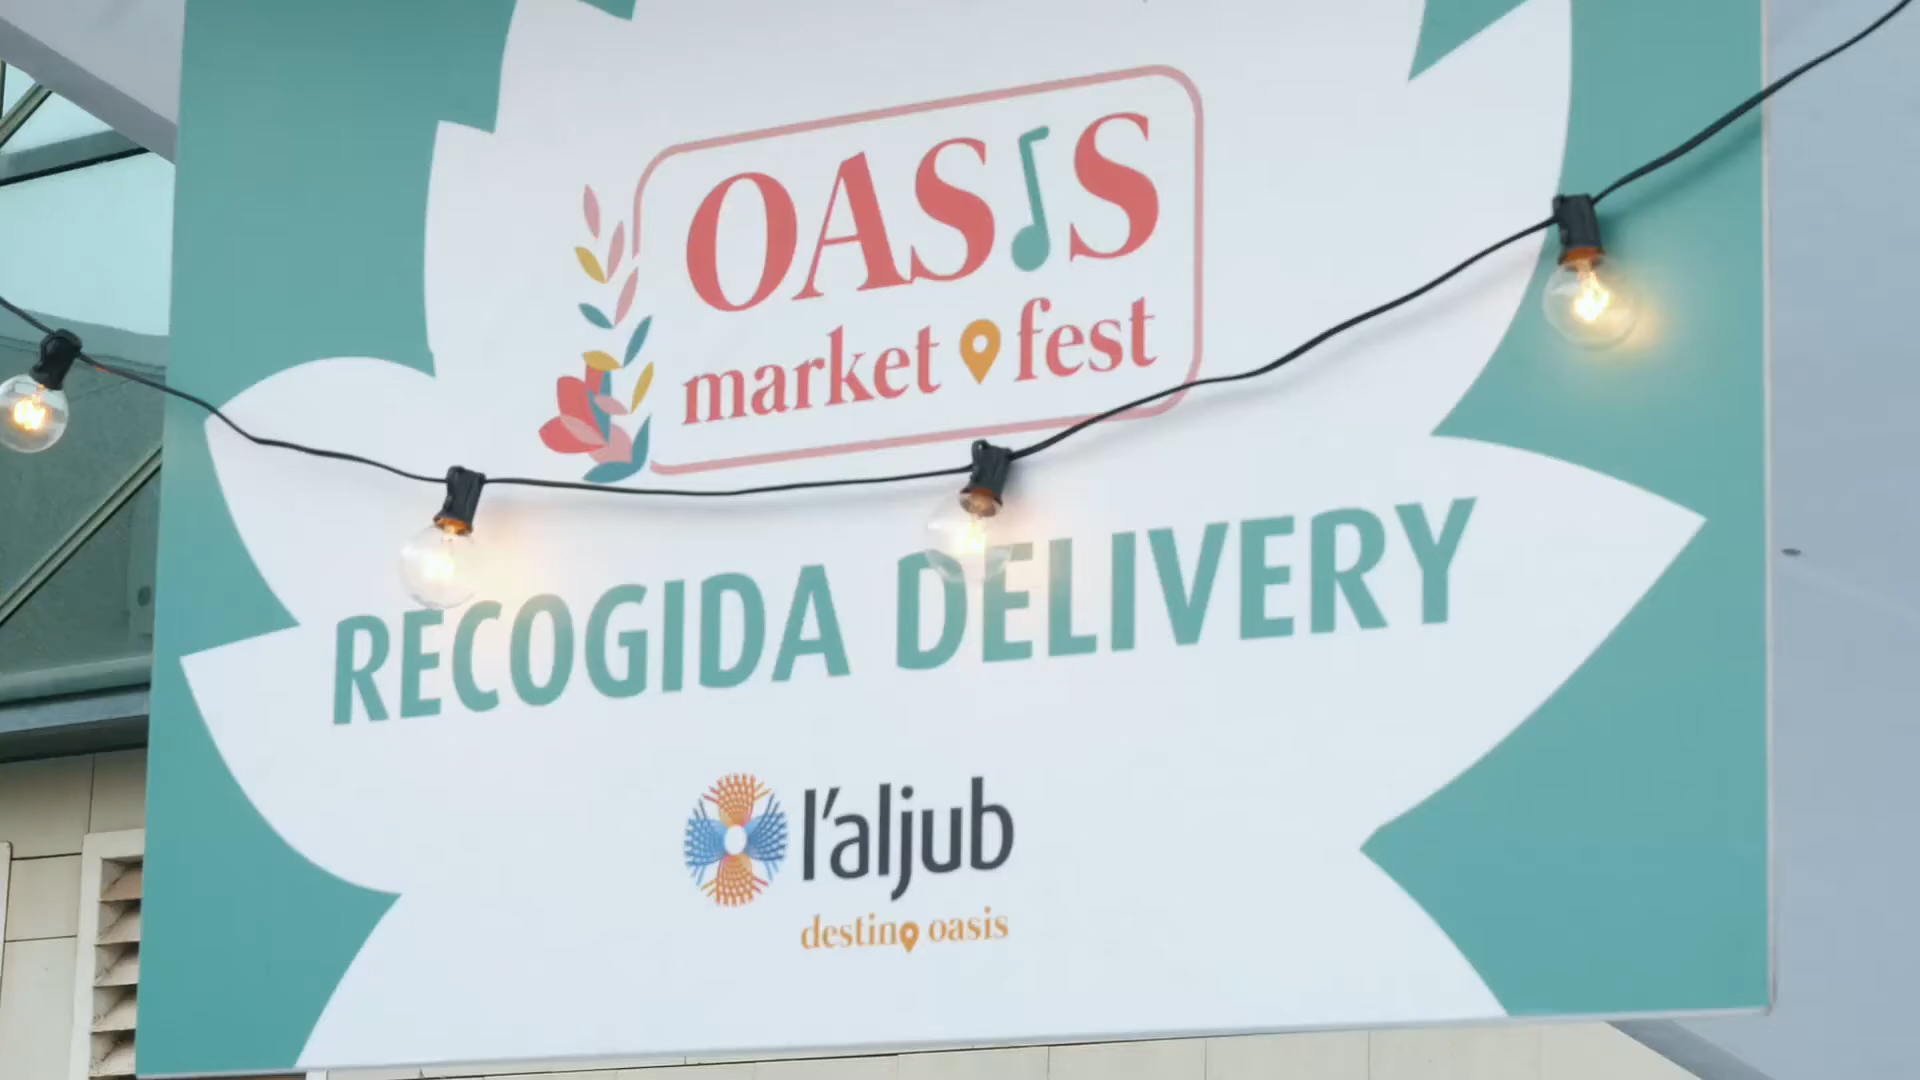 OASIS
market fest
RECOGIDA DELIVERY
l'aljub
destino oasis